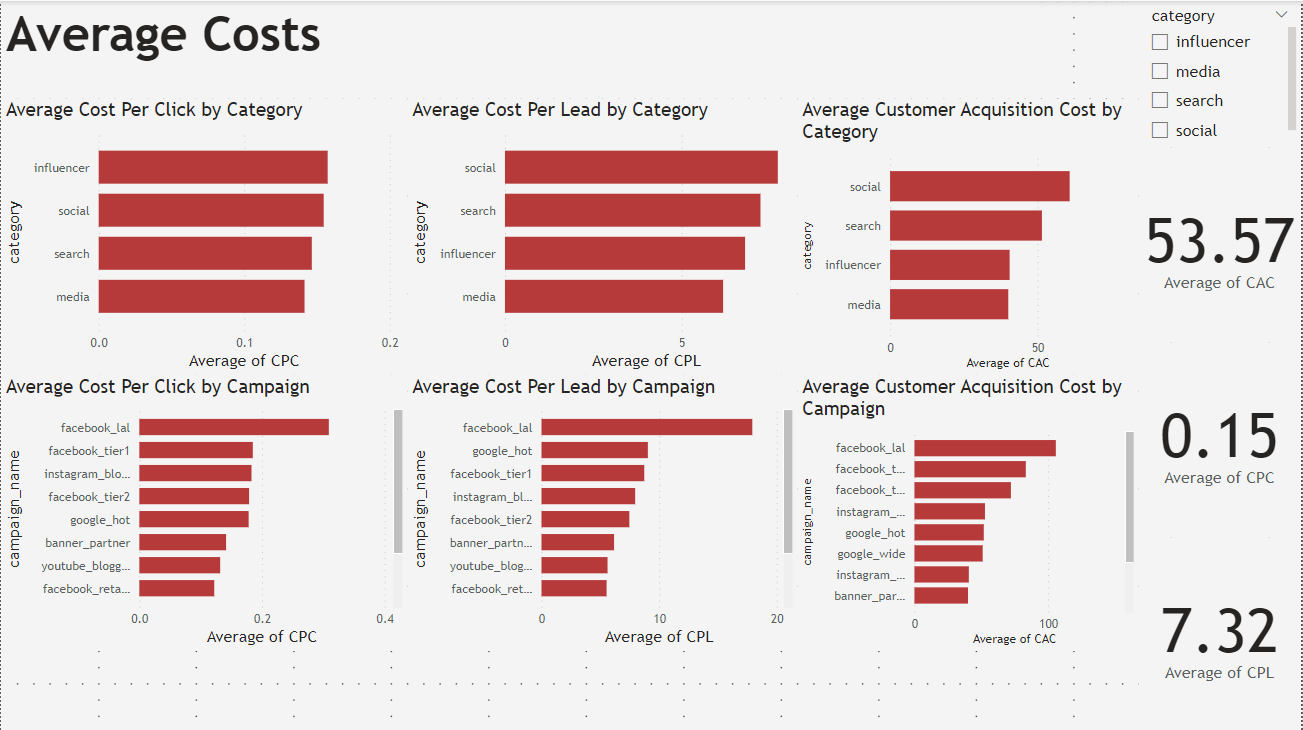 Average Costs
category
influencer
media
search
social
Average Cost Per Click by Category
category
influencer
social
search
media
0.0 0.1 0.2
Average of CPC
Average Cost Per Lead by Category
category
social
search
influencer
media
0 5
Average of CPL
Average Customer Acquisition Cost by
Category
category
social
search
influencer
media
0 50
Average of CAC
53.57
Average of CAC
Average Cost Per Click by Campaign
campaign_name
facebook_lal
facebook_tier1
instagram_blo...
facebook_tier2
google_hot
banner_partner
youtube_blogg...
facebook_reta...
0.0 0.2 0.4
Average of CPC
Average Cost Per Lead by Campaign
campaign_name
facebook_lal
google_hot
facebook_tier1
instagram_bl...
facebook_tier2
banner_partn...
youtube_blog...
facebook_ret...
0 10 20
Average of CPL
Average Customer Acquisition Cost by
Campaign
campaign_name
facebook_lal
facebook_t...
facebook_t...
instagram_...
google_hot
google_wide
instagram_...
banner_par...
0 100
Average of CAC
0.15
Average of CPC
7.32
Average of CPL